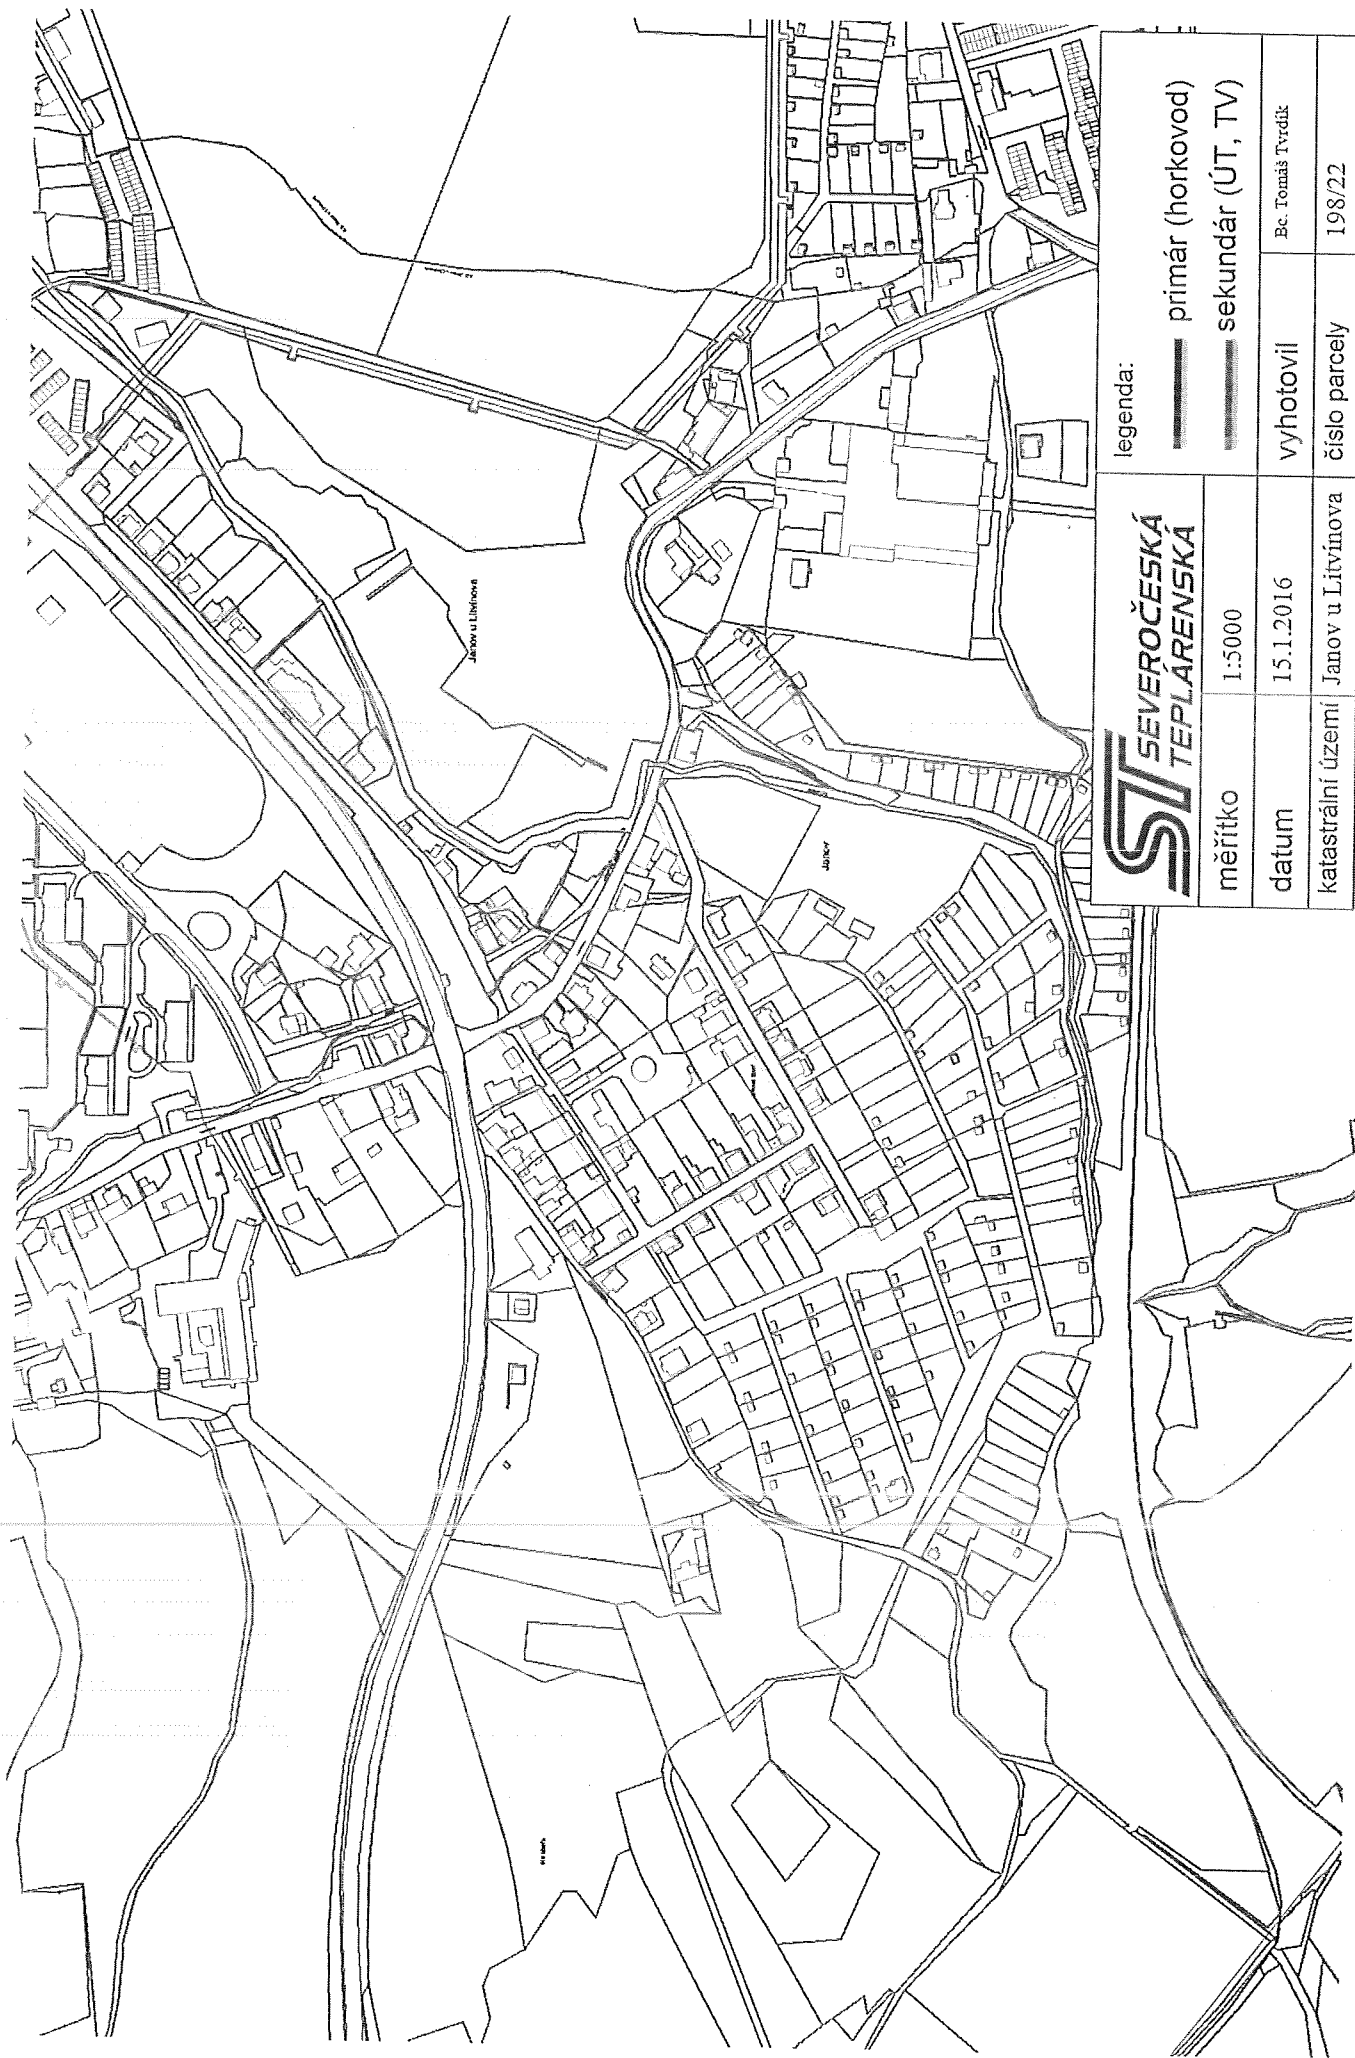 Janov u Litvínova
Janov
legenda:
primár (horkovod)
sekundár (ÚT, TV)
ST SEVEROČESKÁ
TEPLÁRENSKÁ
měřítko 1:5000
datum 15.1.2016 vyhotovil Bc. Tomáš Tvrdík
katastrální území Janov u Litvínova číslo parcely 198/22